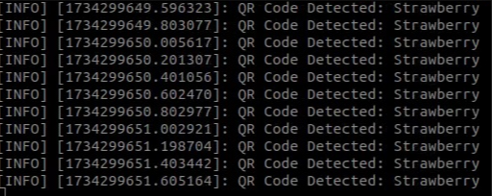 [INFO] [1734299649.596323]: QR Code Detected: Strawberry
[INFO] [1734299649.803077]: QR Code Detected: Strawberry
[INFO] [1734299650.005617]: QR Code Detected: Strawberry
[INFO] [1734299650.201307]: QR Code Detected: Strawberry
[INFO] [1734299650.401056]: QR Code Detected: Strawberry
[INFO] [1734299650.602470]: QR Code Detected: Strawberry
[INFO] [1734299650.802977]: QR Code Detected: Strawberry
[INFO] [1734299651.002921]: QR Code Detected: Strawberry
[INFO] [1734299651.198704]: QR Code Detected: Strawberry
[INFO] [1734299651.403442]: QR Code Detected: Strawberry
[INFO] [1734299651.605164]: QR Code Detected: Strawberry